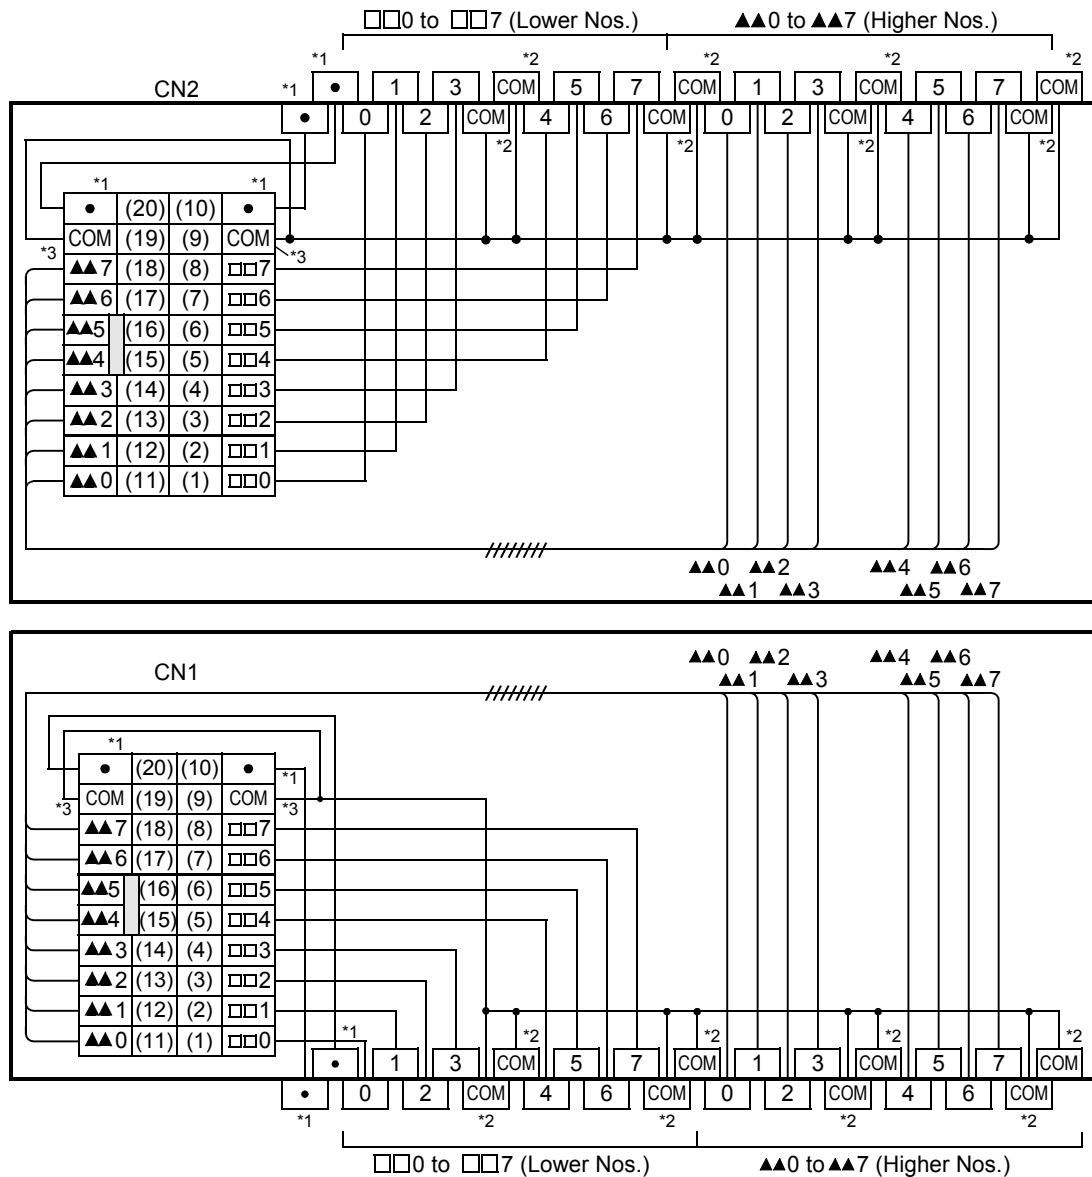 □□0 to □□7 (Lower Nos.) ▲▲0 to ▲▲7 (Higher Nos.)
*1 *2 *2 *2 *2
CN2 *1 • 1 3 COM 5 7 COM 1 3 COM 5 7 COM
• 0 2 COM 4 6 COM 0 2 COM 4 6 COM
*2 *2 *2 *2
*1 *1
• (20) (10) •
COM (19) (9) COM
*3 *3
▲▲7 (18) (8) □□7
▲▲6 (17) (7) □□6
▲▲5 (16) (6) □□5
▲▲4 (15) (5) □□4
▲▲3 (14) (4) □□3
▲▲2 (13) (3) □□2
▲▲1 (12) (2) □□1
▲▲0 (11) (1) □□0
▲▲0 ▲▲2 ▲▲4 ▲▲6
▲▲1 ▲▲3 ▲▲5 ▲▲7
▲▲0 ▲▲2 ▲▲4 ▲▲6
CN1
▲▲1 ▲▲3 ▲▲5 ▲▲7
*1
• (20) (10) •
*1
COM (19) (9) COM
*3 *3
▲▲7 (18) (8) □□7
▲▲6 (17) (7) □□6
▲▲5 (16) (6) □□5
▲▲4 (15) (5) □□4
▲▲3 (14) (4) □□3
▲▲2 (13) (3) □□2
▲▲1 (12) (2) □□1
▲▲0 (11) (1) □□0
*1 *2 *2 *2 *2
• 1 3 COM 5 7 COM 1 3 COM 5 7 COM
• 0 2 COM 4 6 COM 0 2 COM 4 6 COM
*1 *2 *2 *2 *2
□□0 to □□7 (Lower Nos.) ▲▲0 to ▲▲7 (Higher Nos.)